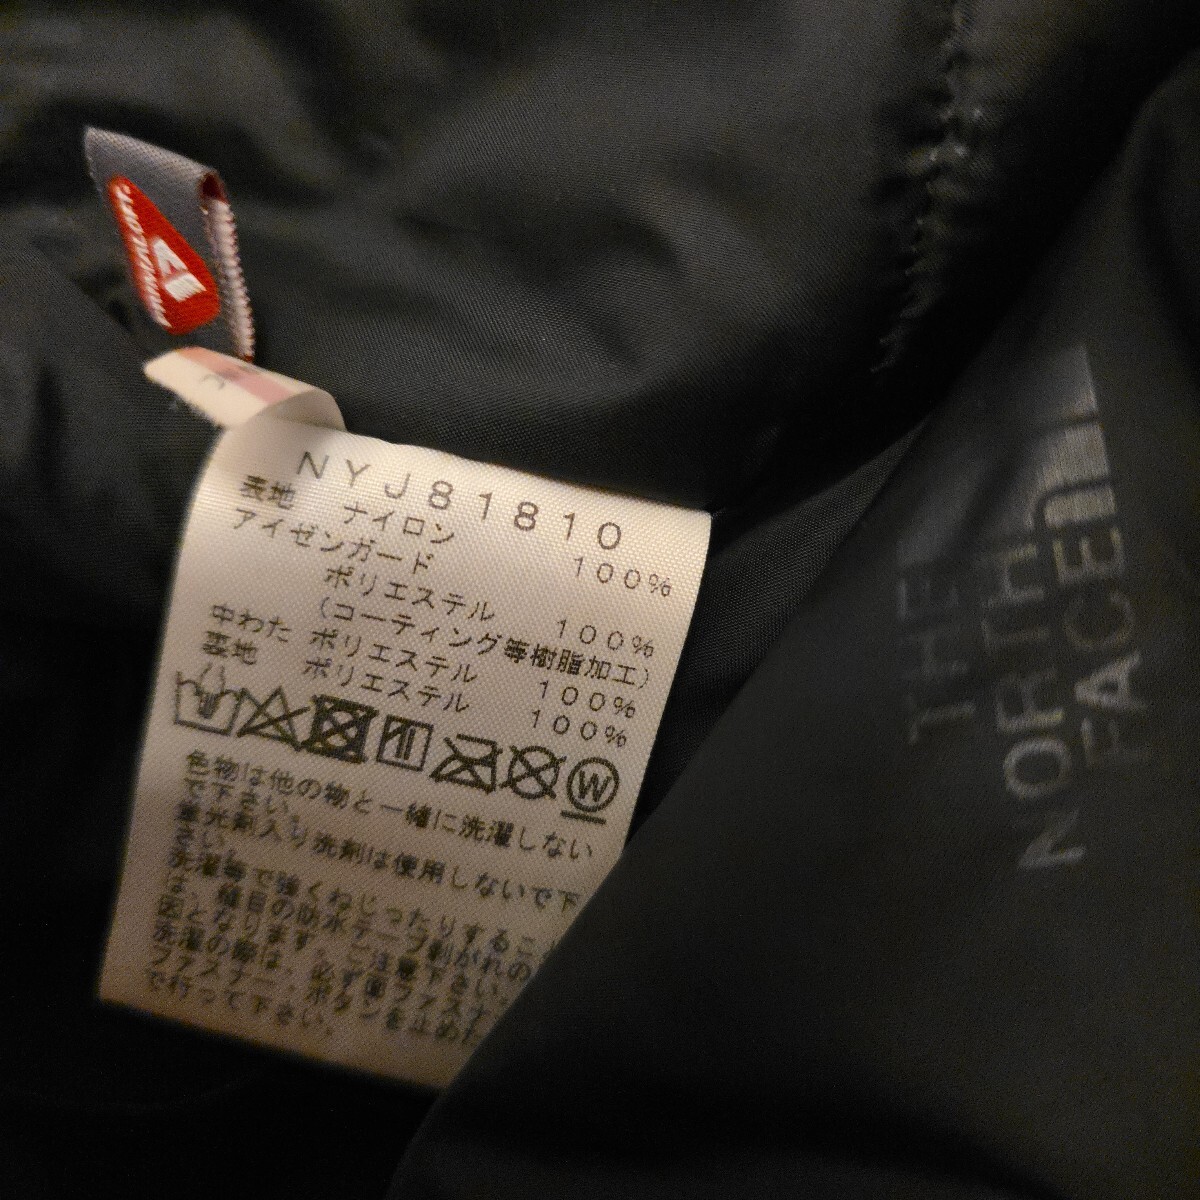 NYJ81810
表地 ナイロン 100%
アイゼンガード
ポリエステル 100%
(コーティング等樹脂加工)
中わた ポリエステル 100%
裏地 ポリエステル 100%
W
色物は他の物と一緒に洗濯しない
で下さい。
蛍光剤入り洗剤は使用しないで下
さい。
洗濯等で強くねじったりすること
は、縫目の防水テープ剥がれの
因となります。ご注意下さい。
洗濯の際は、必ず面ファスナ
ファスナー、ボタンを止めた
で行って下さい。
THE
NORTH
FACE